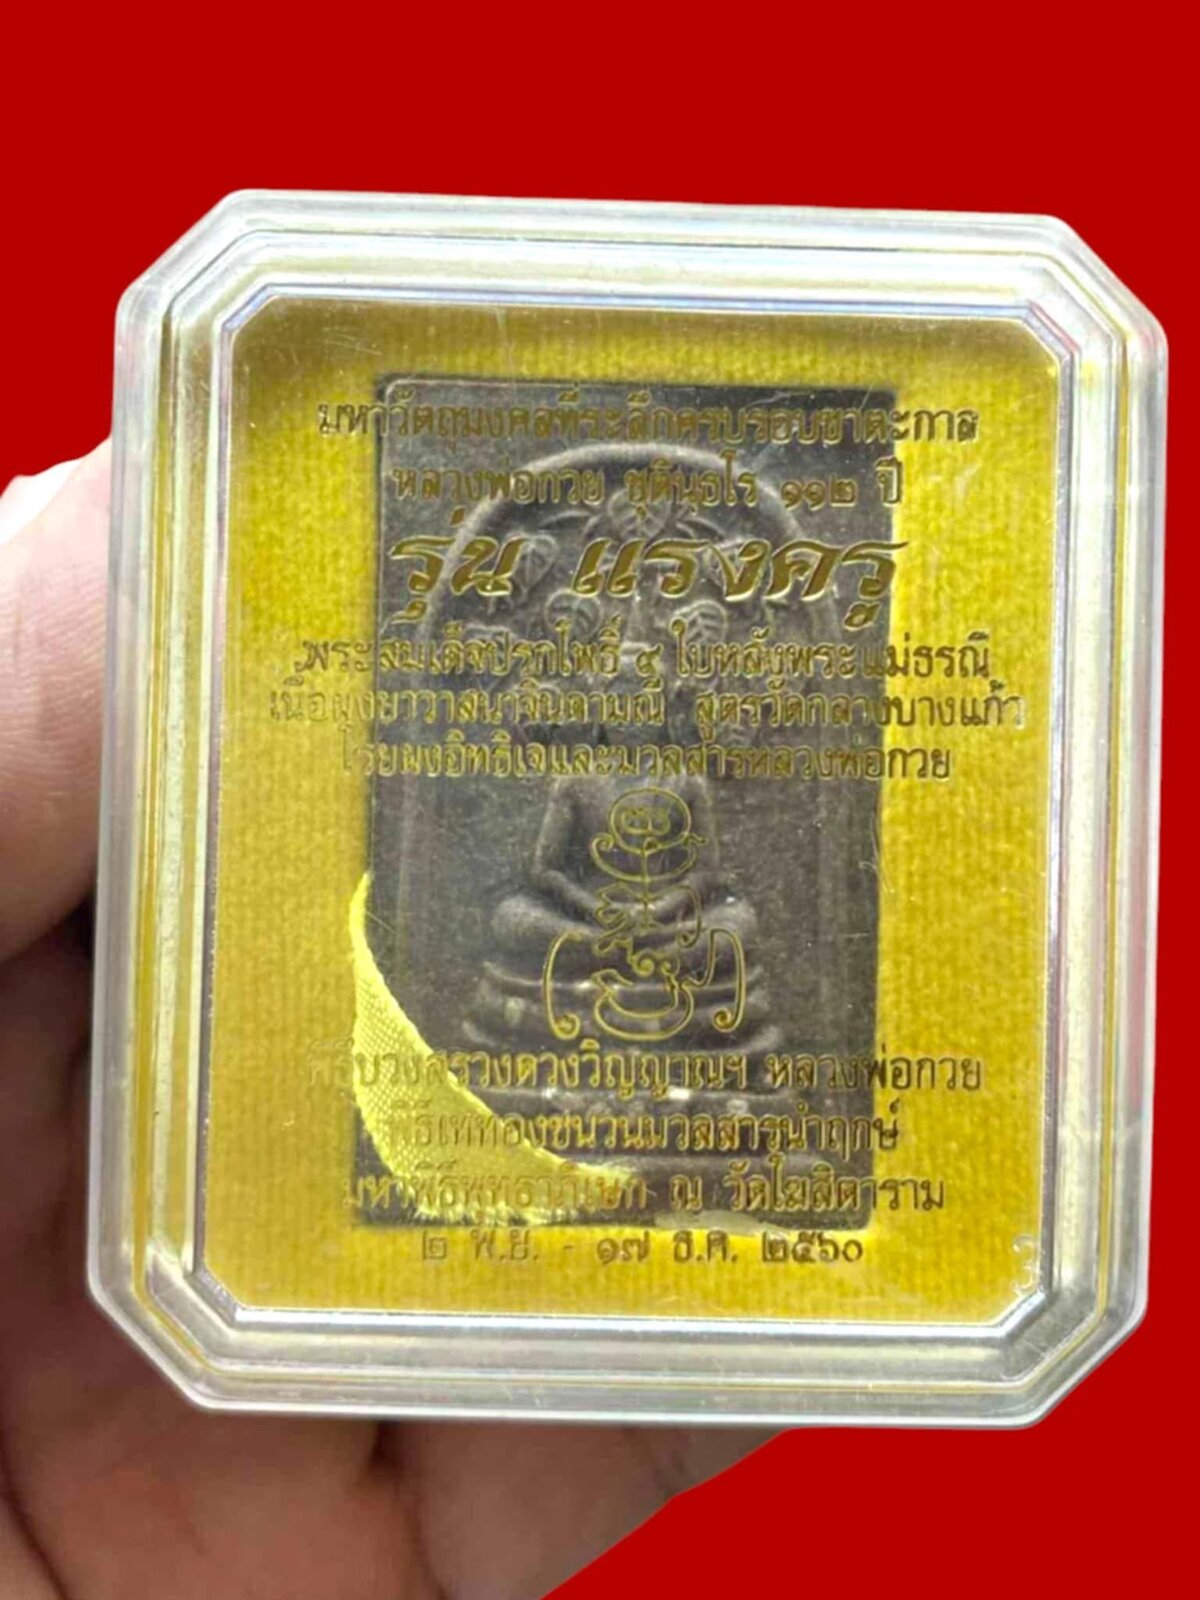 มหาวัตถุมงคลที่ระลึกครบรอบชาตะกาล
หลวงพ่อกวย ชุตินฺธโร ๑๑๒ ปี
รุ่น แรงครู
พระสมเด็จปรกโพธิ์ ๙ ใบหลังพระแม่ธรณี
เนื้อผงยาวาสนาจินดามณี สูตรวัดกลางบางแก้ว
โรยผงอิทธิเจและมวลสารหลวงพ่อกวย
พิธีบวงสรวงดวงวิญญาณฯ หลวงพ่อกวย
พิธีเททองชนวนมวลสารนำฤกษ์
มหาพิธีพุทธาภิเษก ณ วัดโฆสิตาราม
๒ พ.ย. - ๑๗ ธ.ค. ๒๕๖๐